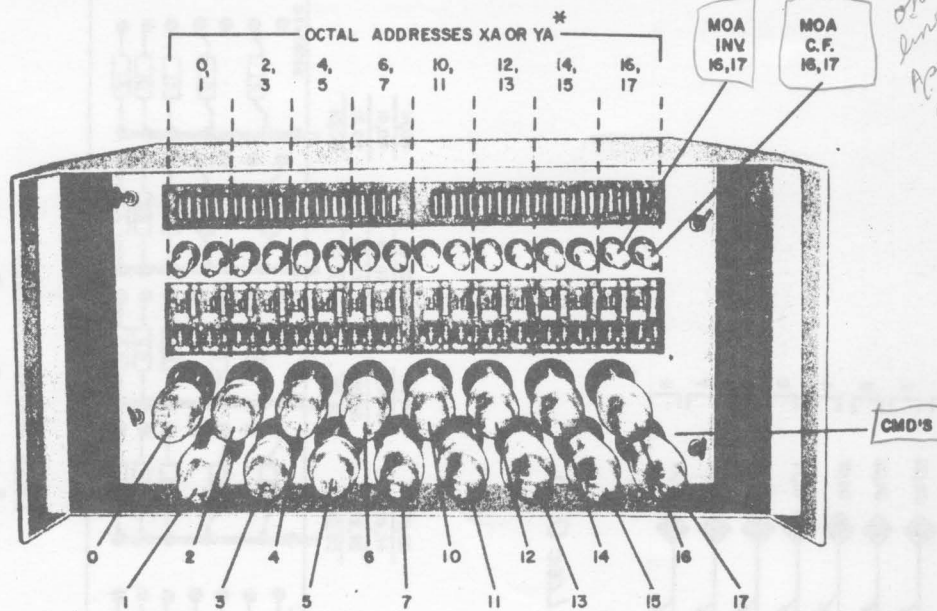 OCTAL ADDRESSES XA OR YA*
0, 2, 4, 6, 10, 12, 14, 16,
1 3 5 7 11 13 15 17
MOA
INV.
16,17
MOA
C.F.
16,17
CMD'S
0 2 4 6 10 12 14 16
1 3 5 7 11 13 15 17